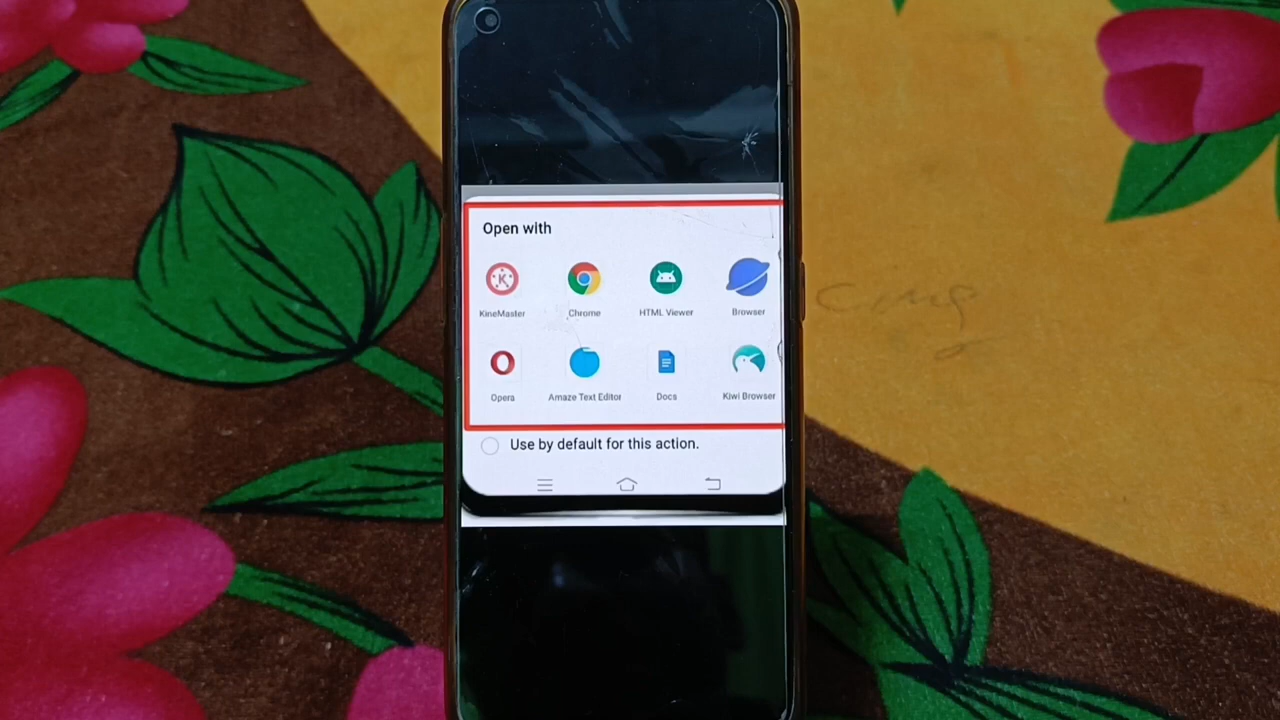 Open with
KineMaster Chrome HTML Viewer Browser
Opera Amaze Text Editor Docs Kiwi Browser
Use by default for this action.